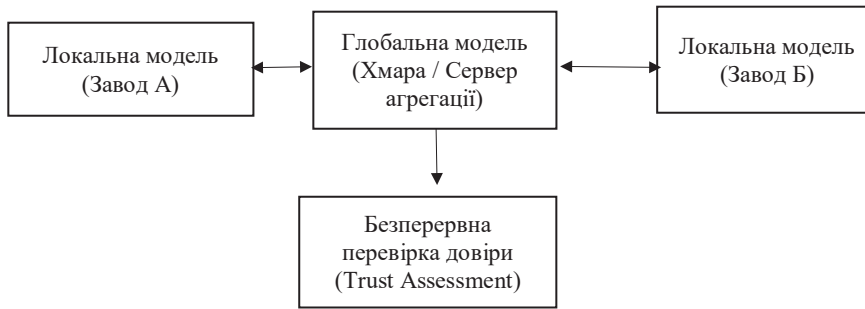 Локальна модель
(Завод А)
Глобальна модель
(Хмара / Сервер
агрегації)
Локальна модель
(Завод Б)
Безперервна
перевірка довіри
(Trust Assessment)